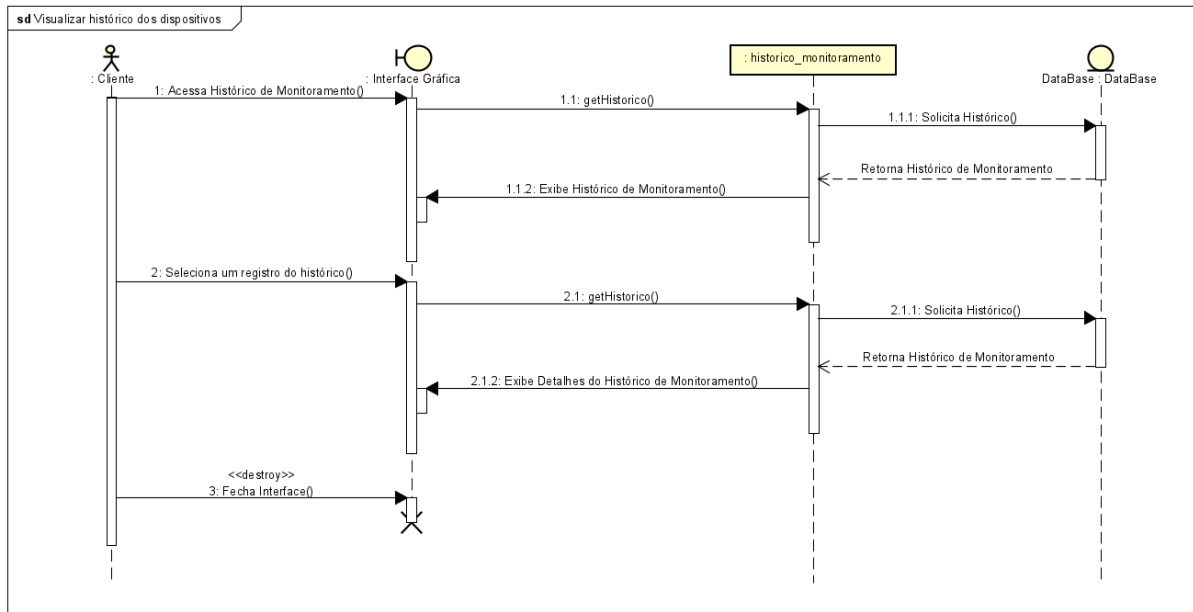 sd Visualizar histórico dos dispositivos
: Cliente
: Interface Gráfica
: historico_monitoramento
DataBase : DataBase
1: Acessa Histórico de Monitoramento()
1.1: getHistorico()
1.1.1: Solicita Histórico()
Retorna Histórico de Monitoramento
1.1.2: Exibe Histórico de Monitoramento()
2: Seleciona um registro do histórico()
2.1: getHistorico()
2.1.1: Solicita Histórico()
Retorna Histórico de Monitoramento
2.1.2: Exibe Detalhes do Histórico de Monitoramento()
<<destroy>>
3: Fecha Interface()